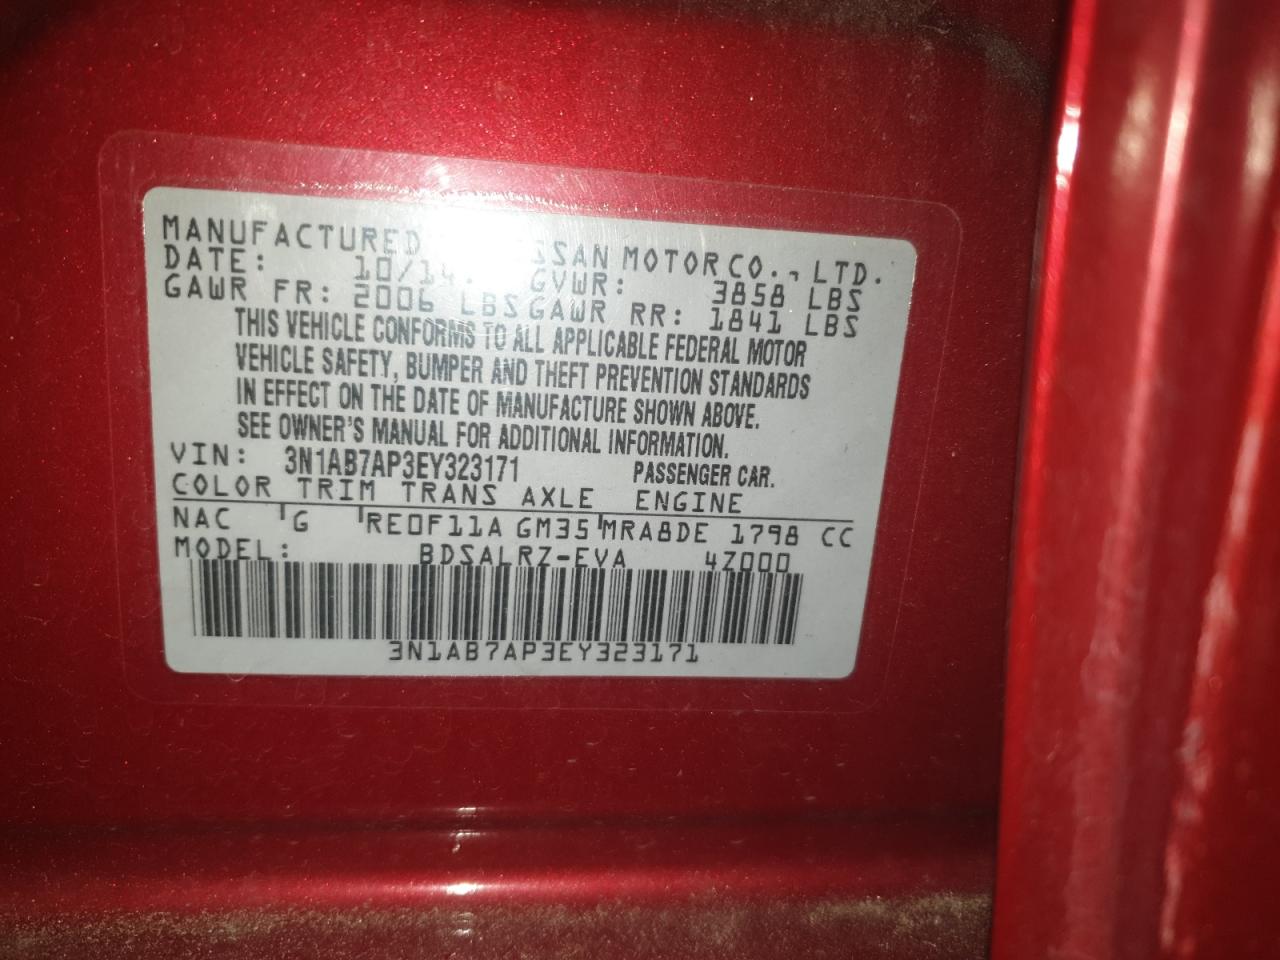 MANUFACTURED SSAN MOTOR CO., LTD.
DATE: 10/14 GVWR: 3858 LBS
GAWR FR: 2006 LBS GAWR RR: 1841 LBS
THIS VEHICLE CONFORMS TO ALL APPLICABLE FEDERAL MOTOR
VEHICLE SAFETY, BUMPER AND THEFT PREVENTION STANDARDS
IN EFFECT ON THE DATE OF MANUFACTURE SHOWN ABOVE.
SEE OWNER'S MANUAL FOR ADDITIONAL INFORMATION.
VIN: 3N1AB7AP3EY323171 PASSENGER CAR.
COLOR TRIM TRANS AXLE ENGINE
NAC G RE0F11A GM35 MRA8DE 1798 CC
MODEL: BDSALRZ-EVA 4Z000
3N1AB7AP3EY323171